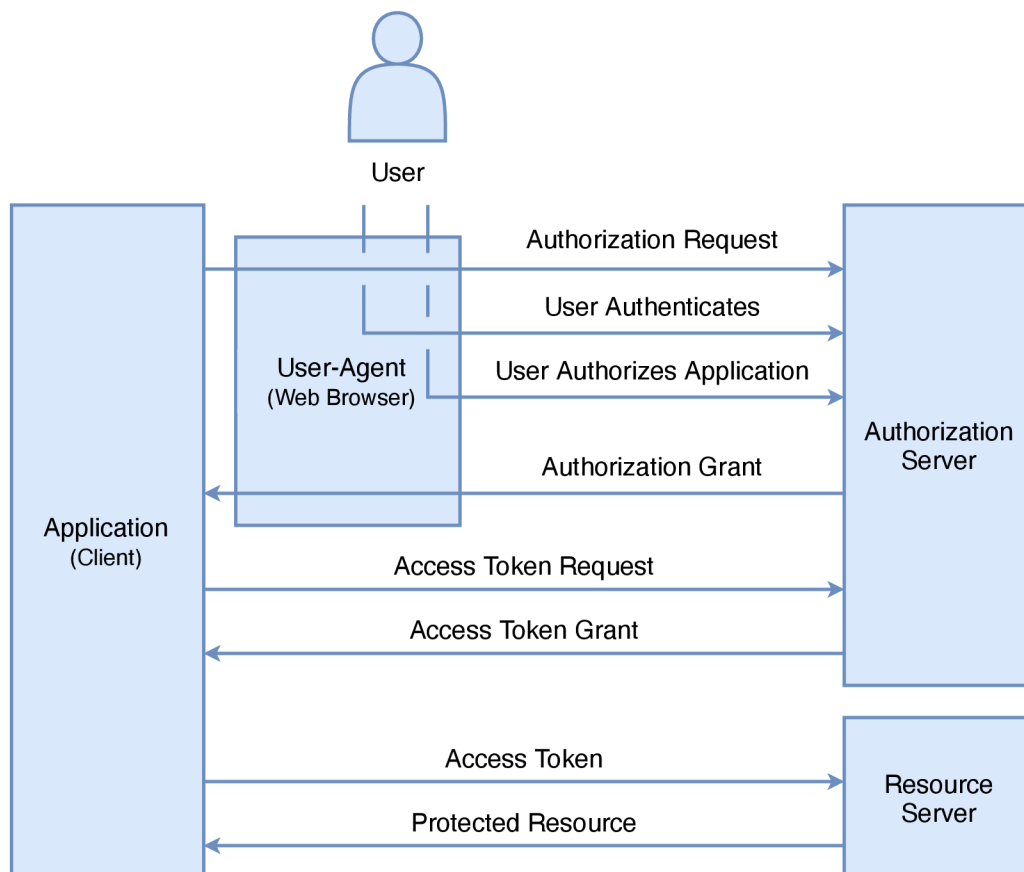 User
Authorization Request
User Authenticates
User-Agent
(Web Browser)
User Authorizes Application
Authorization
Server
Authorization Grant
Application
(Client)
Access Token Request
Access Token Grant
Access Token
Resource
Server
Protected Resource